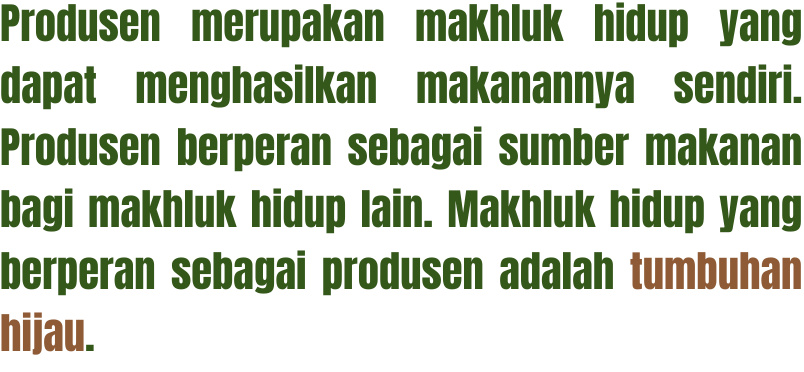 Produsen merupakan makhluk hidup yang
dapat menghasilkan makanannya sendiri.
Produsen berperan sebagai sumber makanan
bagi makhluk hidup lain. Makhluk hidup yang
berperan sebagai produsen adalah tumbuhan
hijau.